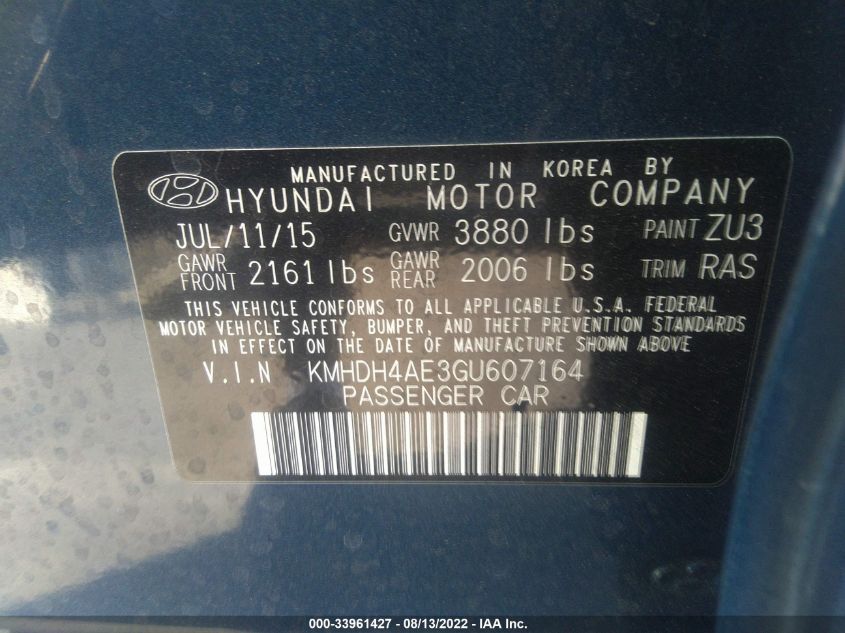 MANUFACTURED IN KOREA BY
HYUNDAI MOTOR COMPANY
JUL/11/15 GVWR 3880 lbs PAINT ZU3
GAWR FRONT 2161 lbs GAWR REAR 2006 lbs TRIM RAS
THIS VEHICLE CONFORMS TO ALL APPLICABLE U.S.A. FEDERAL
MOTOR VEHICLE SAFETY, BUMPER, AND THEFT PREVENTION STANDARDS
IN EFFECT ON THE DATE OF MANUFACTURE SHOWN ABOVE
V.I.N KMHDH4AE3GU607164
PASSENGER CAR
000-33961427 - 08/13/2022 - IAA Inc.